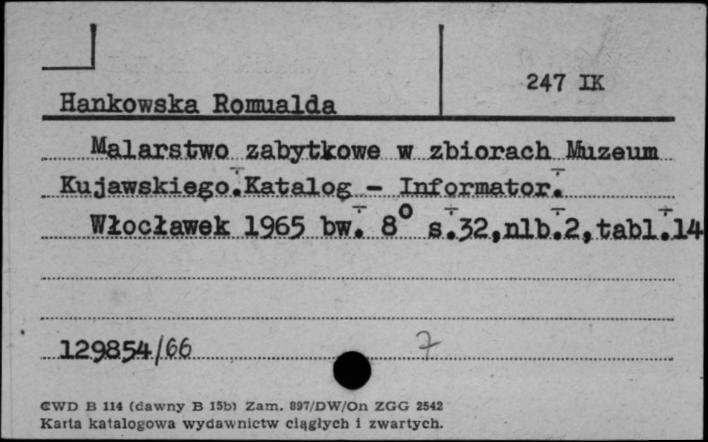 247 IK
Hankowska Romualda
Malarstwo zabytkowe w zbiorach Muzeum
Kujawskiego.Katalog - Informator.
Włocławek 1965 bw. 8° s.32,nlb.2,tabl.14
129854/66 7
CWD B 114 (dawny B 15b) Zam. 897/DW/On ZGG 2542
Karta katalogowa wydawnictw ciągłych i zwartych.